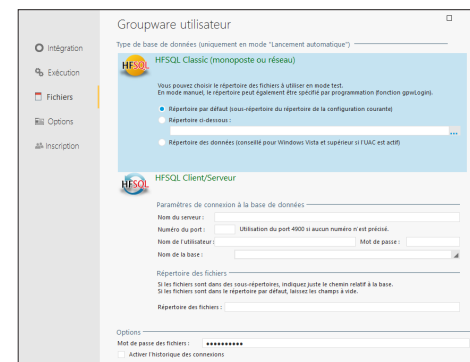 Groupware utilisateur
Type de base de données (uniquement en mode "Lancement automatique")
Intégration
Exécution
Fichiers
Options
Inscription
HFSQL
HFSQL Classic (monoposte ou réseau)
Vous pouvez choisir le répertoire des fichiers à utiliser en mode test.
En mode manuel, le répertoire peut également être spécifié par programmation (fonction gpwLogin).
Répertoire par défaut (sous-répertoire du répertoire de la configuration courante)
Répertoire ci-dessous :
...
Répertoire des données (conseillé pour Windows Vista et supérieur si l'UAC est actif)
HFSQL
HFSQL Client/Serveur
Paramètres de connexion à la base de données
Nom du serveur :
Numéro du port : Utilisation du port 4900 si aucun numéro n'est précisé.
Nom de l'utilisateur : Mot de passe :
Nom de la base :
Répertoire des fichiers
Si les fichiers sont dans des sous-répertoires, indiquez juste le chemin relatif à la base.
Si les fichiers sont dans le répertoire par défaut, laissez les champs à vide.
Répertoire des fichiers :
Options
Mot de passe des fichiers : ••••••••••
Activer l'historique des connexions